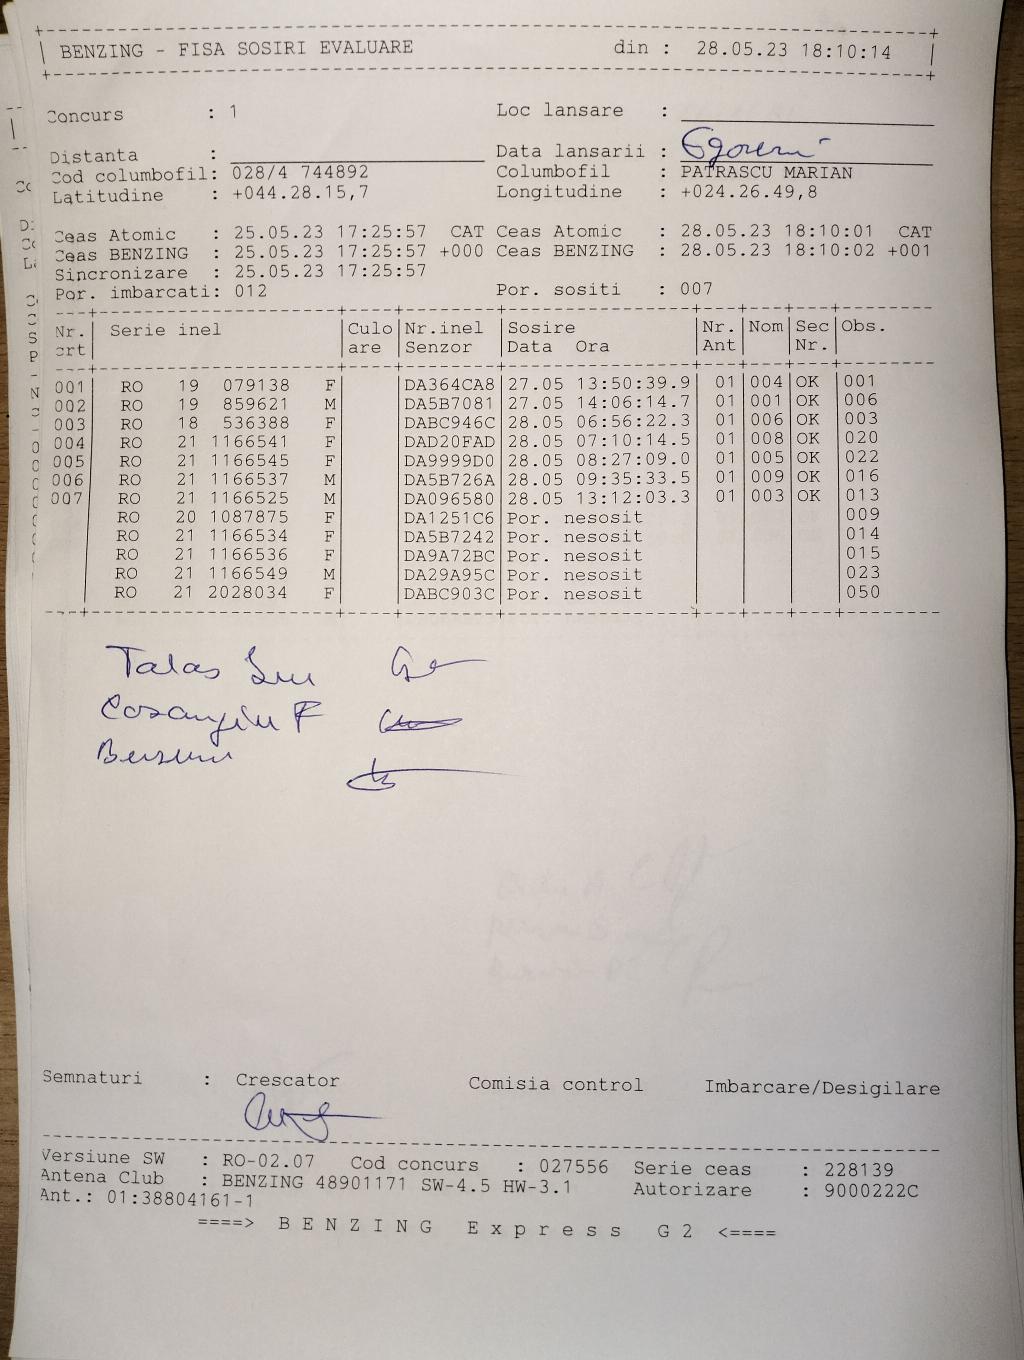 BENZING - FISA SOSIRI EVALUARE din : 28.05.23 18:10:14
Concurs : 1 Loc lansare :
Distanta : Data lansarii :
Cod columbofil: 028/4 744892 Columbofil : PATRASCU MARIAN
Latitudine : +044.28.15,7 Longitudine : +024.26.49,8
Ceas Atomic : 25.05.23 17:25:57 CAT Ceas Atomic : 28.05.23 18:10:01 CAT
Ceas BENZING : 25.05.23 17:25:57 +000 Ceas BENZING : 28.05.23 18:10:02 +001
Sincronizare : 25.05.23 17:25:57
Por. imbarcati: 012 Por. sositi : 007
Nr. Serie inel Culo Nr.inel Sosire Nr. Nom Sec Obs.
crt are Senzor Data Ora Ant Nr.
001 RO 19 079138 F DA364CA8 27.05 13:50:39.9 01 004 OK 001
002 RO 19 859621 M DA5B7081 27.05 14:06:14.7 01 001 OK 006
003 RO 18 536388 F DABC946C 28.05 06:56:22.3 01 006 OK 003
004 RO 21 1166541 F DAD20FAD 28.05 07:10:14.5 01 008 OK 020
005 RO 21 1166545 F DA9999D0 28.05 08:27:09.0 01 005 OK 022
006 RO 21 1166537 M DA5B726A 28.05 09:35:33.5 01 009 OK 016
007 RO 21 1166525 M DA096580 28.05 13:12:03.3 01 003 OK 013
RO 20 1087875 F DA1251C6 Por. nesosit 009
RO 21 1166534 F DA5B7242 Por. nesosit 014
RO 21 1166536 F DA9A72BC Por. nesosit 015
RO 21 1166549 M DA29A95C Por. nesosit 023
RO 21 2028034 F DABC903C Por. nesosit 050
Talas
Semnaturi : Crescator Comisia control Imbarcare/Desigilare
Versiune SW : RO-02.07 Cod concurs : 027556 Serie ceas : 228139
Antena Club : BENZING 48901171 SW-4.5 HW-3.1 Autorizare : 9000222C
Ant.: 01:38804161-1
====> BENZING Express G2 <====